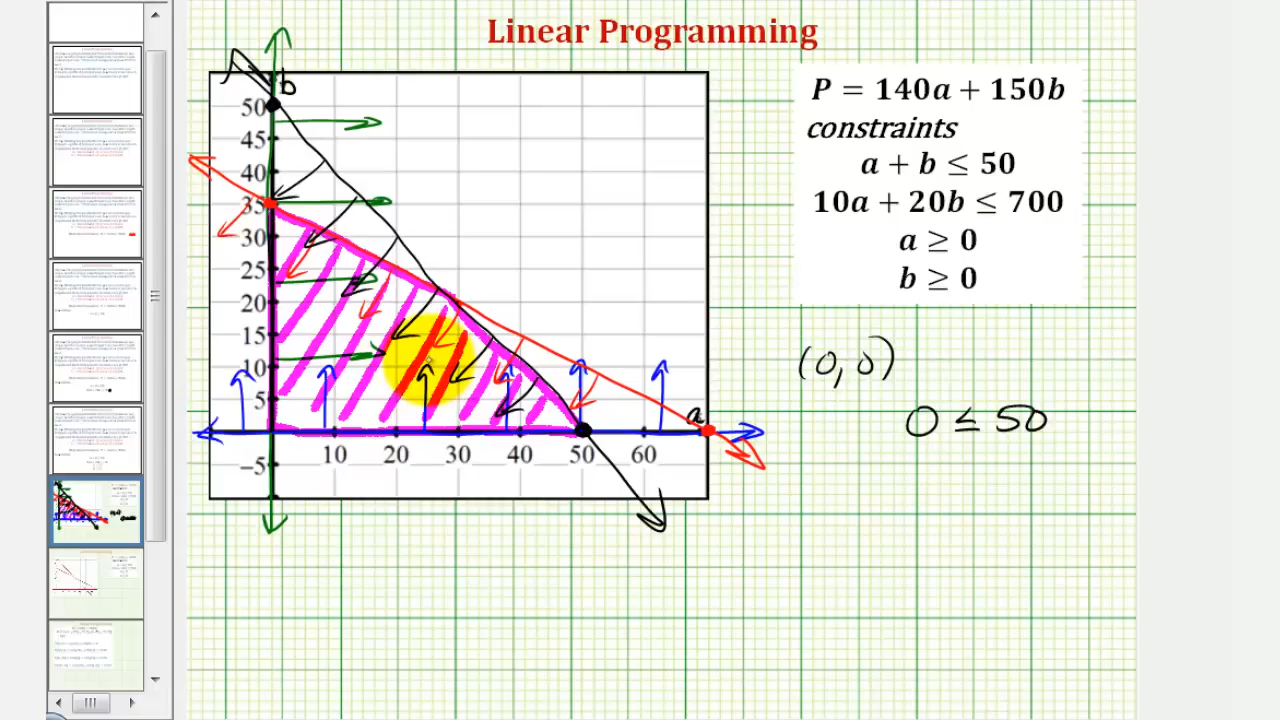 Linear Programming
b
50
45
40
35
30
25
20
15
10
5
-5
10 20 30 40 50 60
a
P = 140a + 150b
constraints
a + b ≤ 50
10a + 20b ≤ 700
a ≥ 0
b ≥ 0
(0,0)
0 ≤ 50